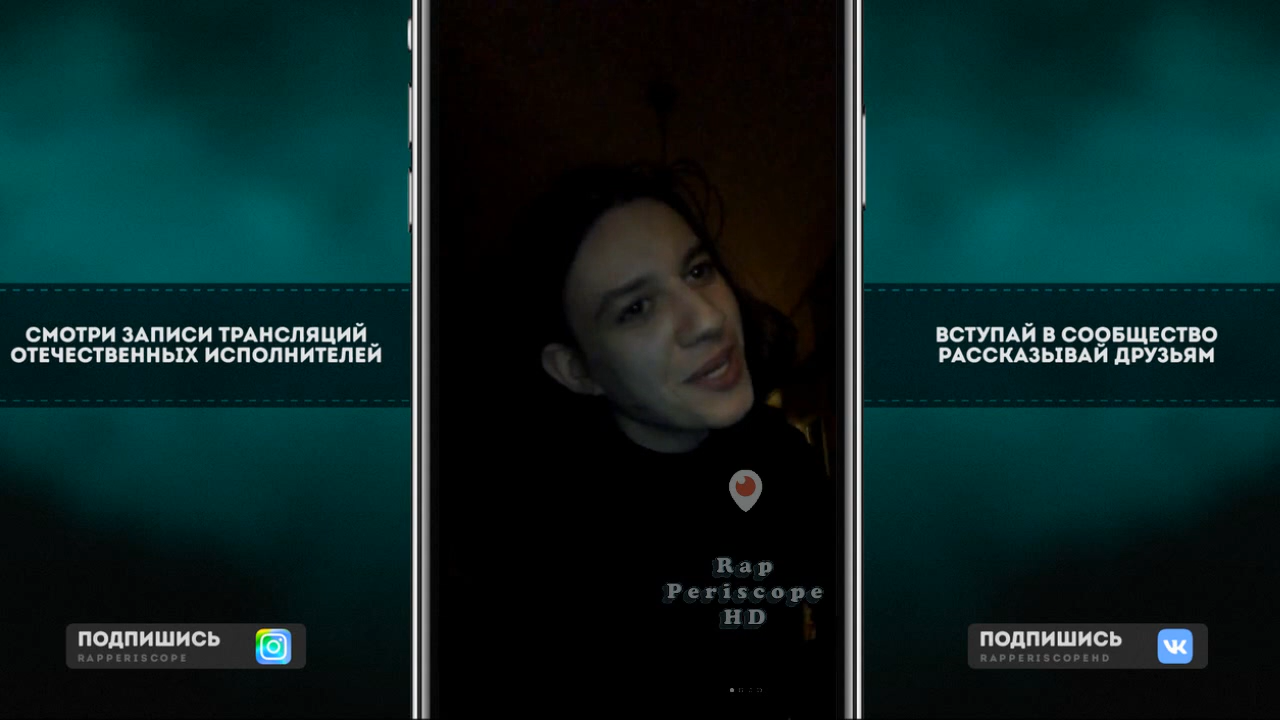 СМОТРИ ЗАПИСИ ТРАНСЛЯЦИЙ
ОТЕЧЕСТВЕННЫХ ИСПОЛНИТЕЛЕЙ
ВСТУПАЙ В СООБЩЕСТВО
РАССКАЗЫВАЙ ДРУЗЬЯМ
Rap
Periscope
HD
ПОДПИШИСЬ
RAPPERISCOPE
ПОДПИШИСЬ
RAPPERISCOPEHD